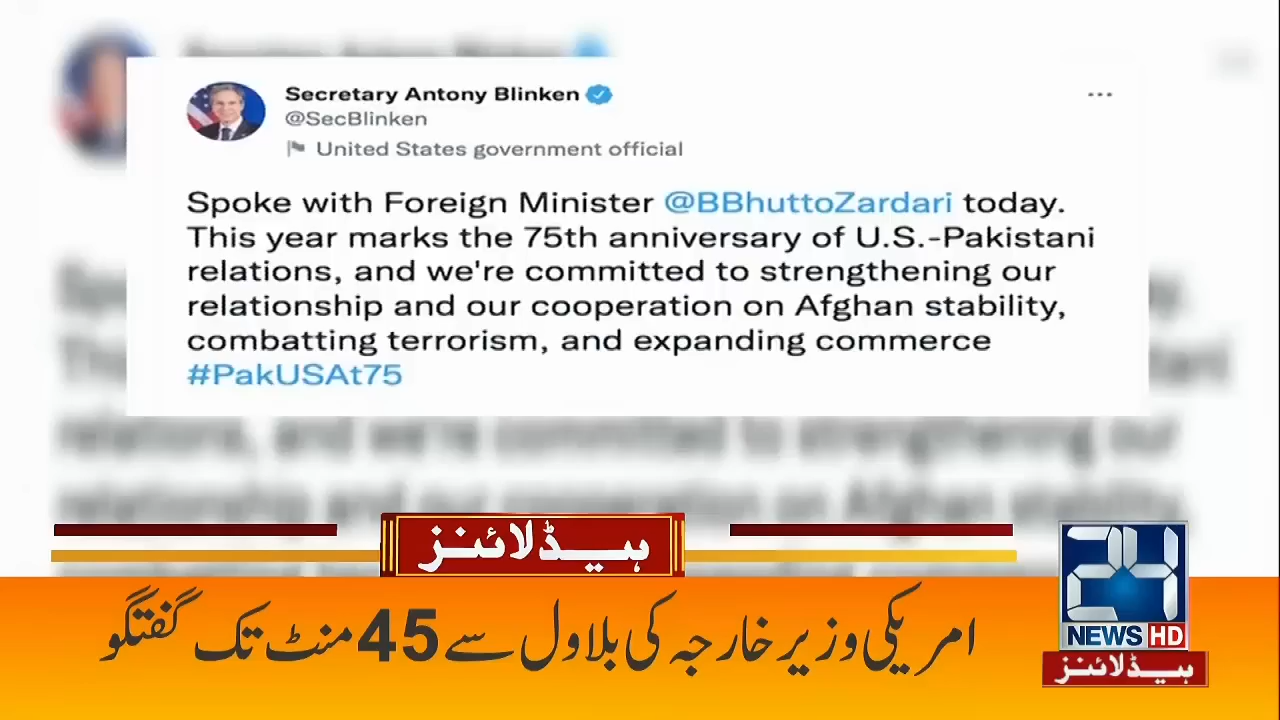 Secretary Antony Blinken
@SecBlinken
United States government official
Spoke with Foreign Minister @BBhuttoZardari today.
This year marks the 75th anniversary of U.S.-Pakistani
relations, and we're committed to strengthening our
relationship and our cooperation on Afghan stability,
combatting terrorism, and expanding commerce
#PakUSAt75
ہیڈلائنز
امریکی وزیر خارجہ کی بلاول سے 45 منٹ تک گفتگو
24
NEWS HD
ہیڈلائنز